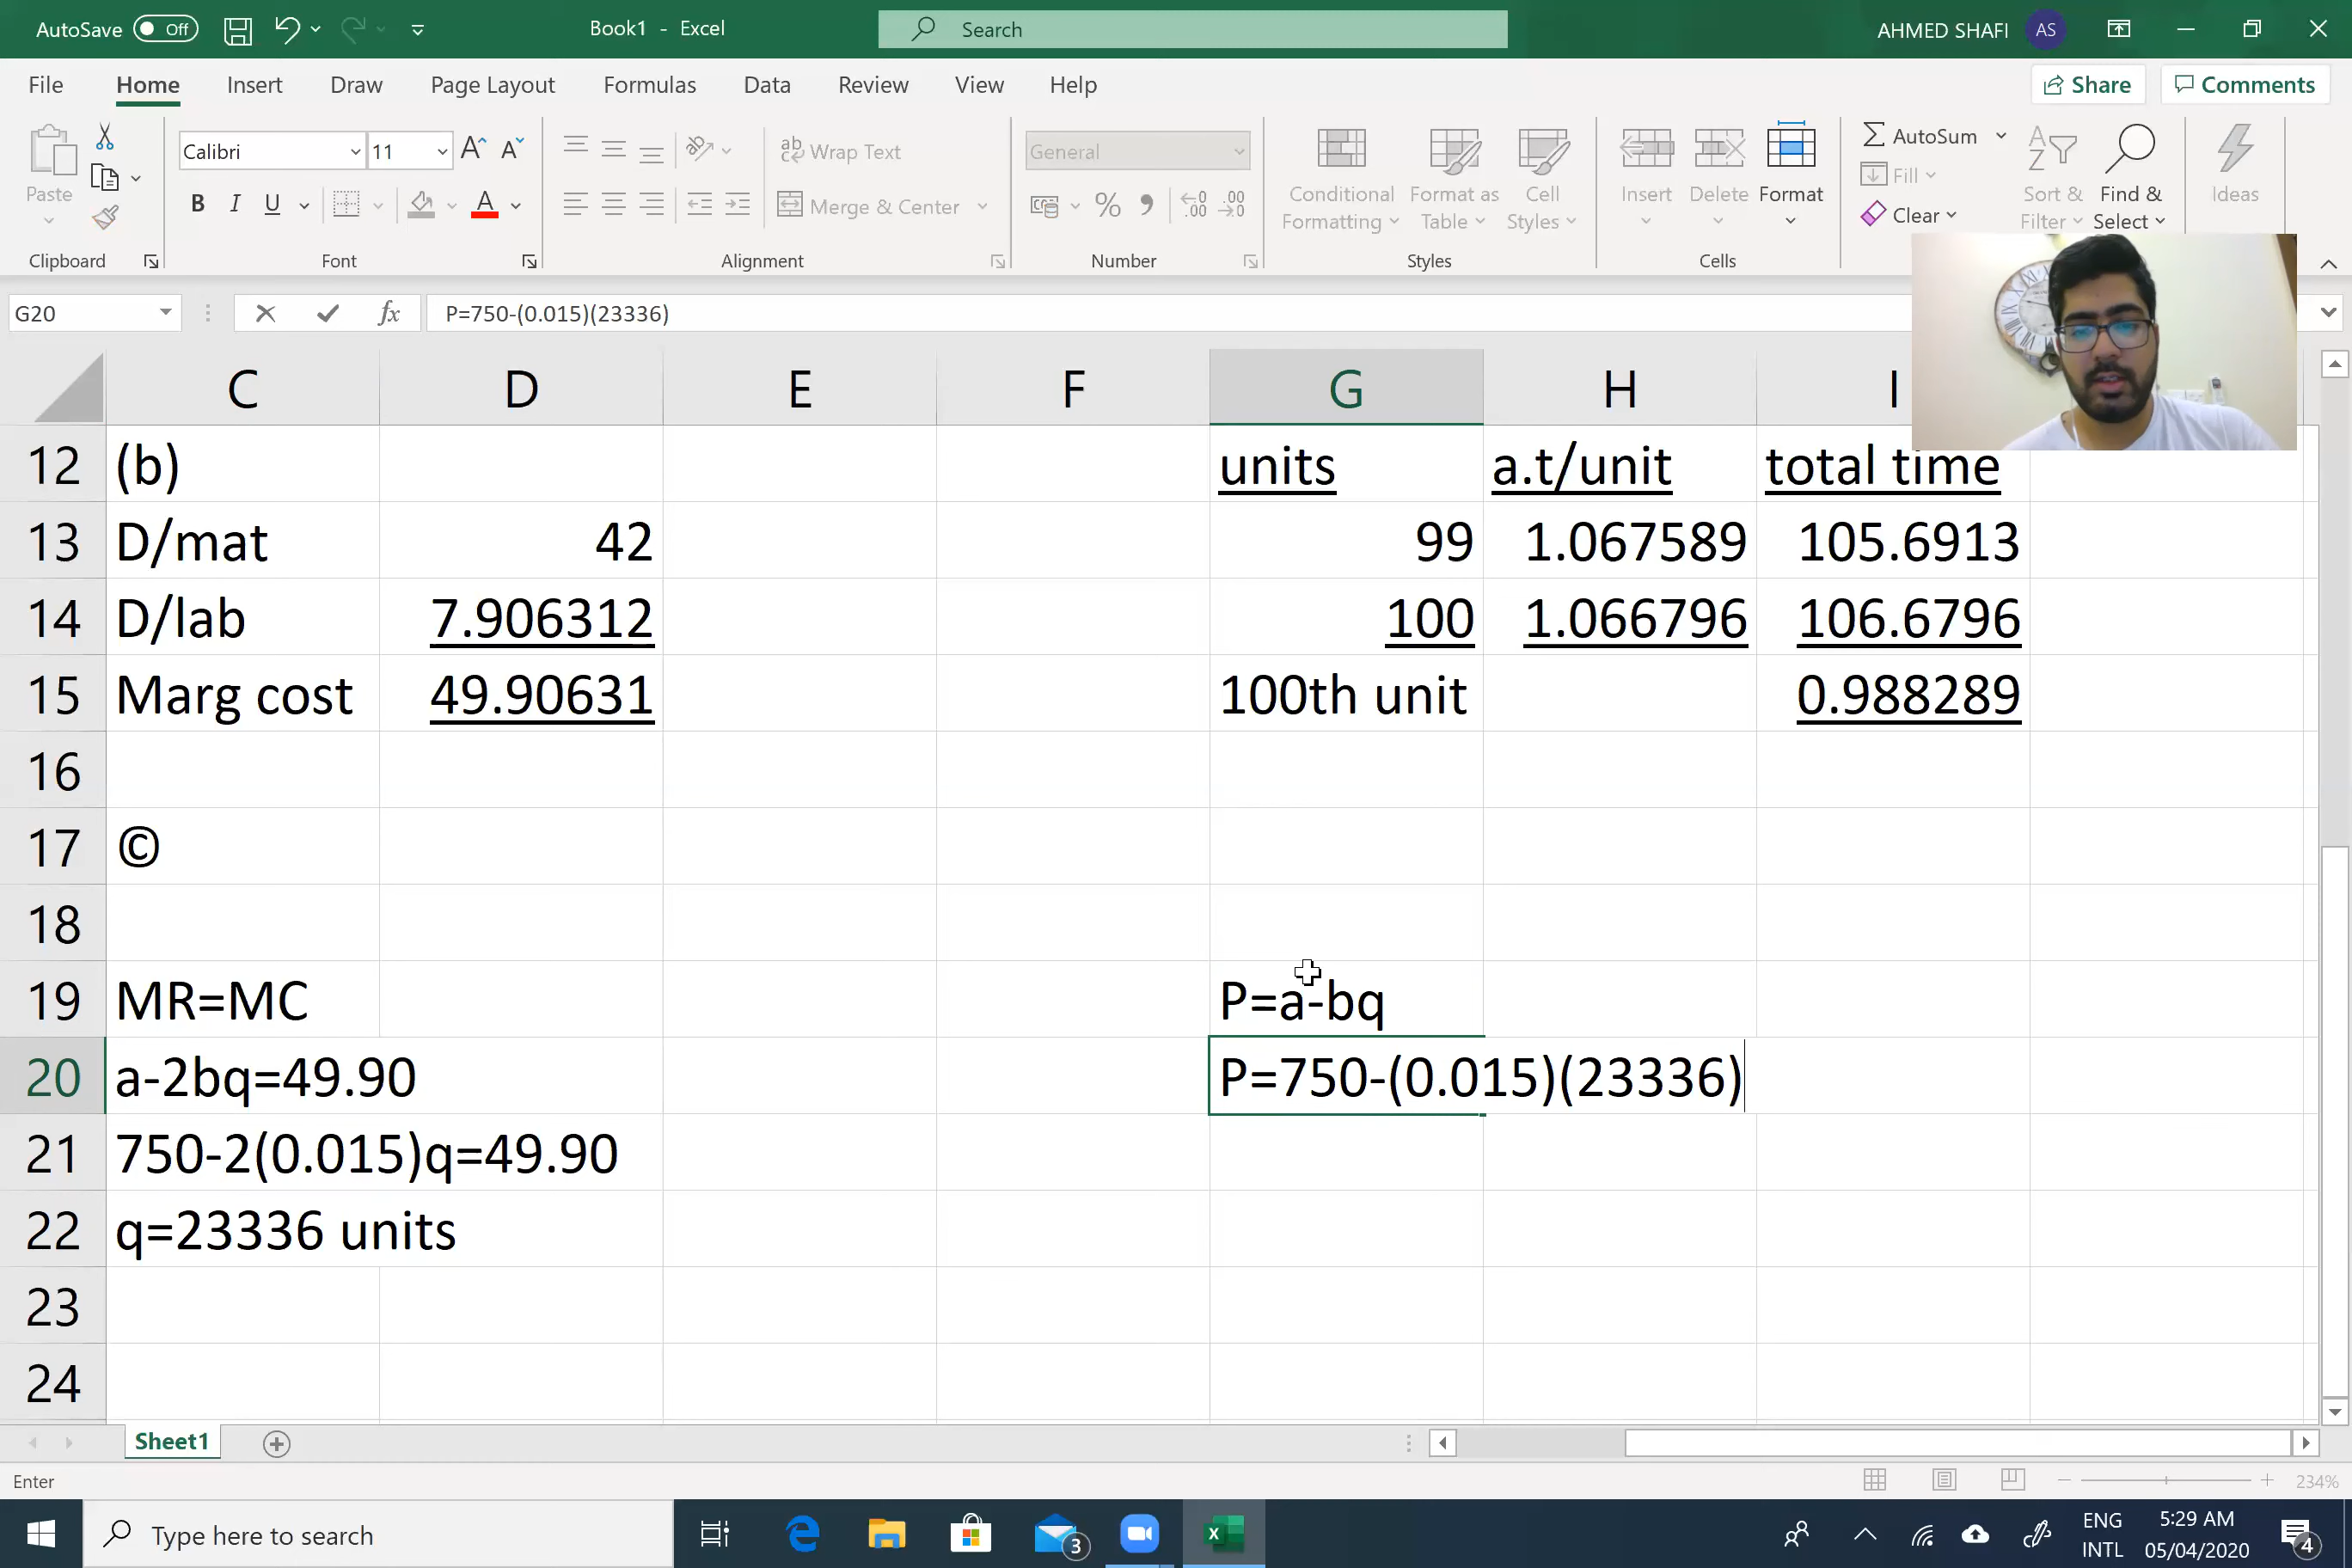 AutoSave Off Book1 - Excel Search AHMED SHAFI AS
File Home Insert Draw Page Layout Formulas Data Review View Help Share Comments
Paste Calibri 11 A A ab Wrap Text General Conditional Formatting Format as Table Cell Styles Insert Delete Format AutoSum Sort & Filter Find & Select Ideas
B I U A Merge & Center % Fill
Clear
Clipboard Font Alignment Number Styles Cells
G20 fx P=750-(0.015)(23336)
C D E F G H I
12 (b) units a.t/unit total time
13 D/mat 42 99 1.067589 105.6913
14 D/lab 7.906312 100 1.066796 106.6796
15 Marg cost 49.90631 100th unit 0.988289
16
17 ©
18
19 MR=MC P=a-bq
20 a-2bq=49.90 P=750-(0.015)(23336)
21 750-2(0.015)q=49.90
22 q=23336 units
23
24
Sheet1
Enter 234%
Type here to search 3 ENG 5:29 AM
INTL 05/04/2020 4